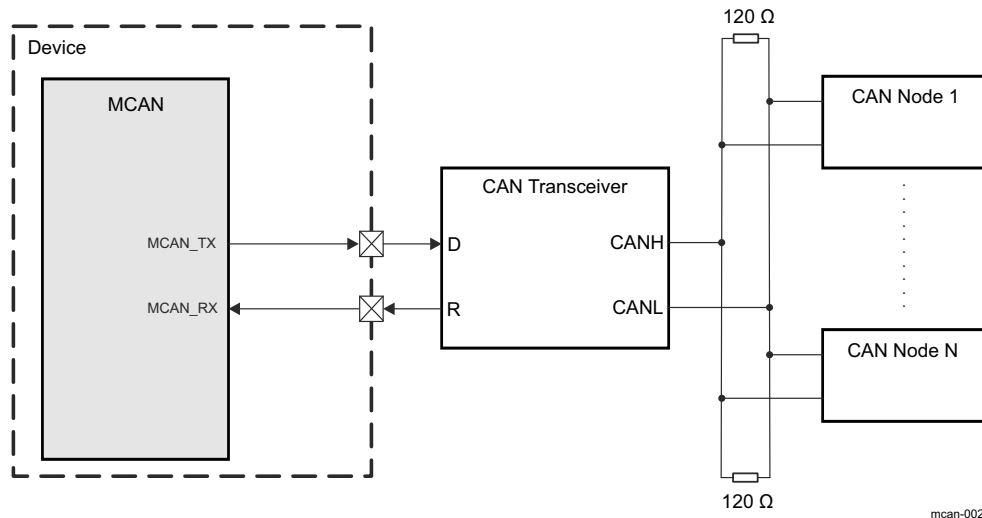 120 Ω
Device
MCAN
CAN Node 1
CAN Transceiver
MCAN_TX
D
CANH
MCAN_RX
R
CANL
CAN Node N
120 Ω
mcan-002